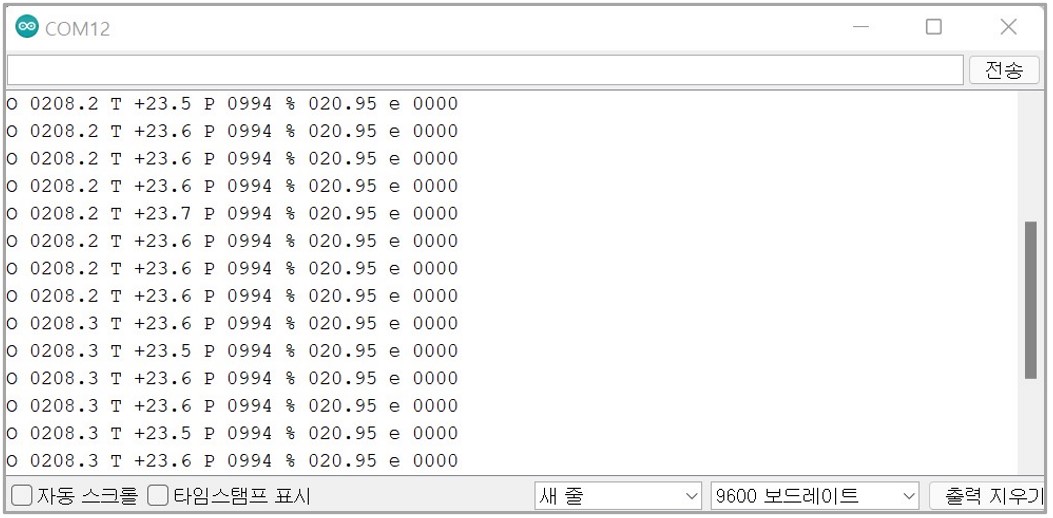 COM12
전송
O 0208.2 T +23.5 P 0994 % 020.95 e 0000
O 0208.2 T +23.6 P 0994 % 020.95 e 0000
O 0208.2 T +23.6 P 0994 % 020.95 e 0000
O 0208.2 T +23.6 P 0994 % 020.95 e 0000
O 0208.2 T +23.7 P 0994 % 020.95 e 0000
O 0208.2 T +23.6 P 0994 % 020.95 e 0000
O 0208.2 T +23.6 P 0994 % 020.95 e 0000
O 0208.2 T +23.6 P 0994 % 020.95 e 0000
O 0208.3 T +23.6 P 0994 % 020.95 e 0000
O 0208.3 T +23.5 P 0994 % 020.95 e 0000
O 0208.3 T +23.6 P 0994 % 020.95 e 0000
O 0208.3 T +23.6 P 0994 % 020.95 e 0000
O 0208.3 T +23.5 P 0994 % 020.95 e 0000
O 0208.3 T +23.6 P 0994 % 020.95 e 0000
자동 스크롤 타임스탬프 표시 새 줄 9600 보드레이트 출력 지우기